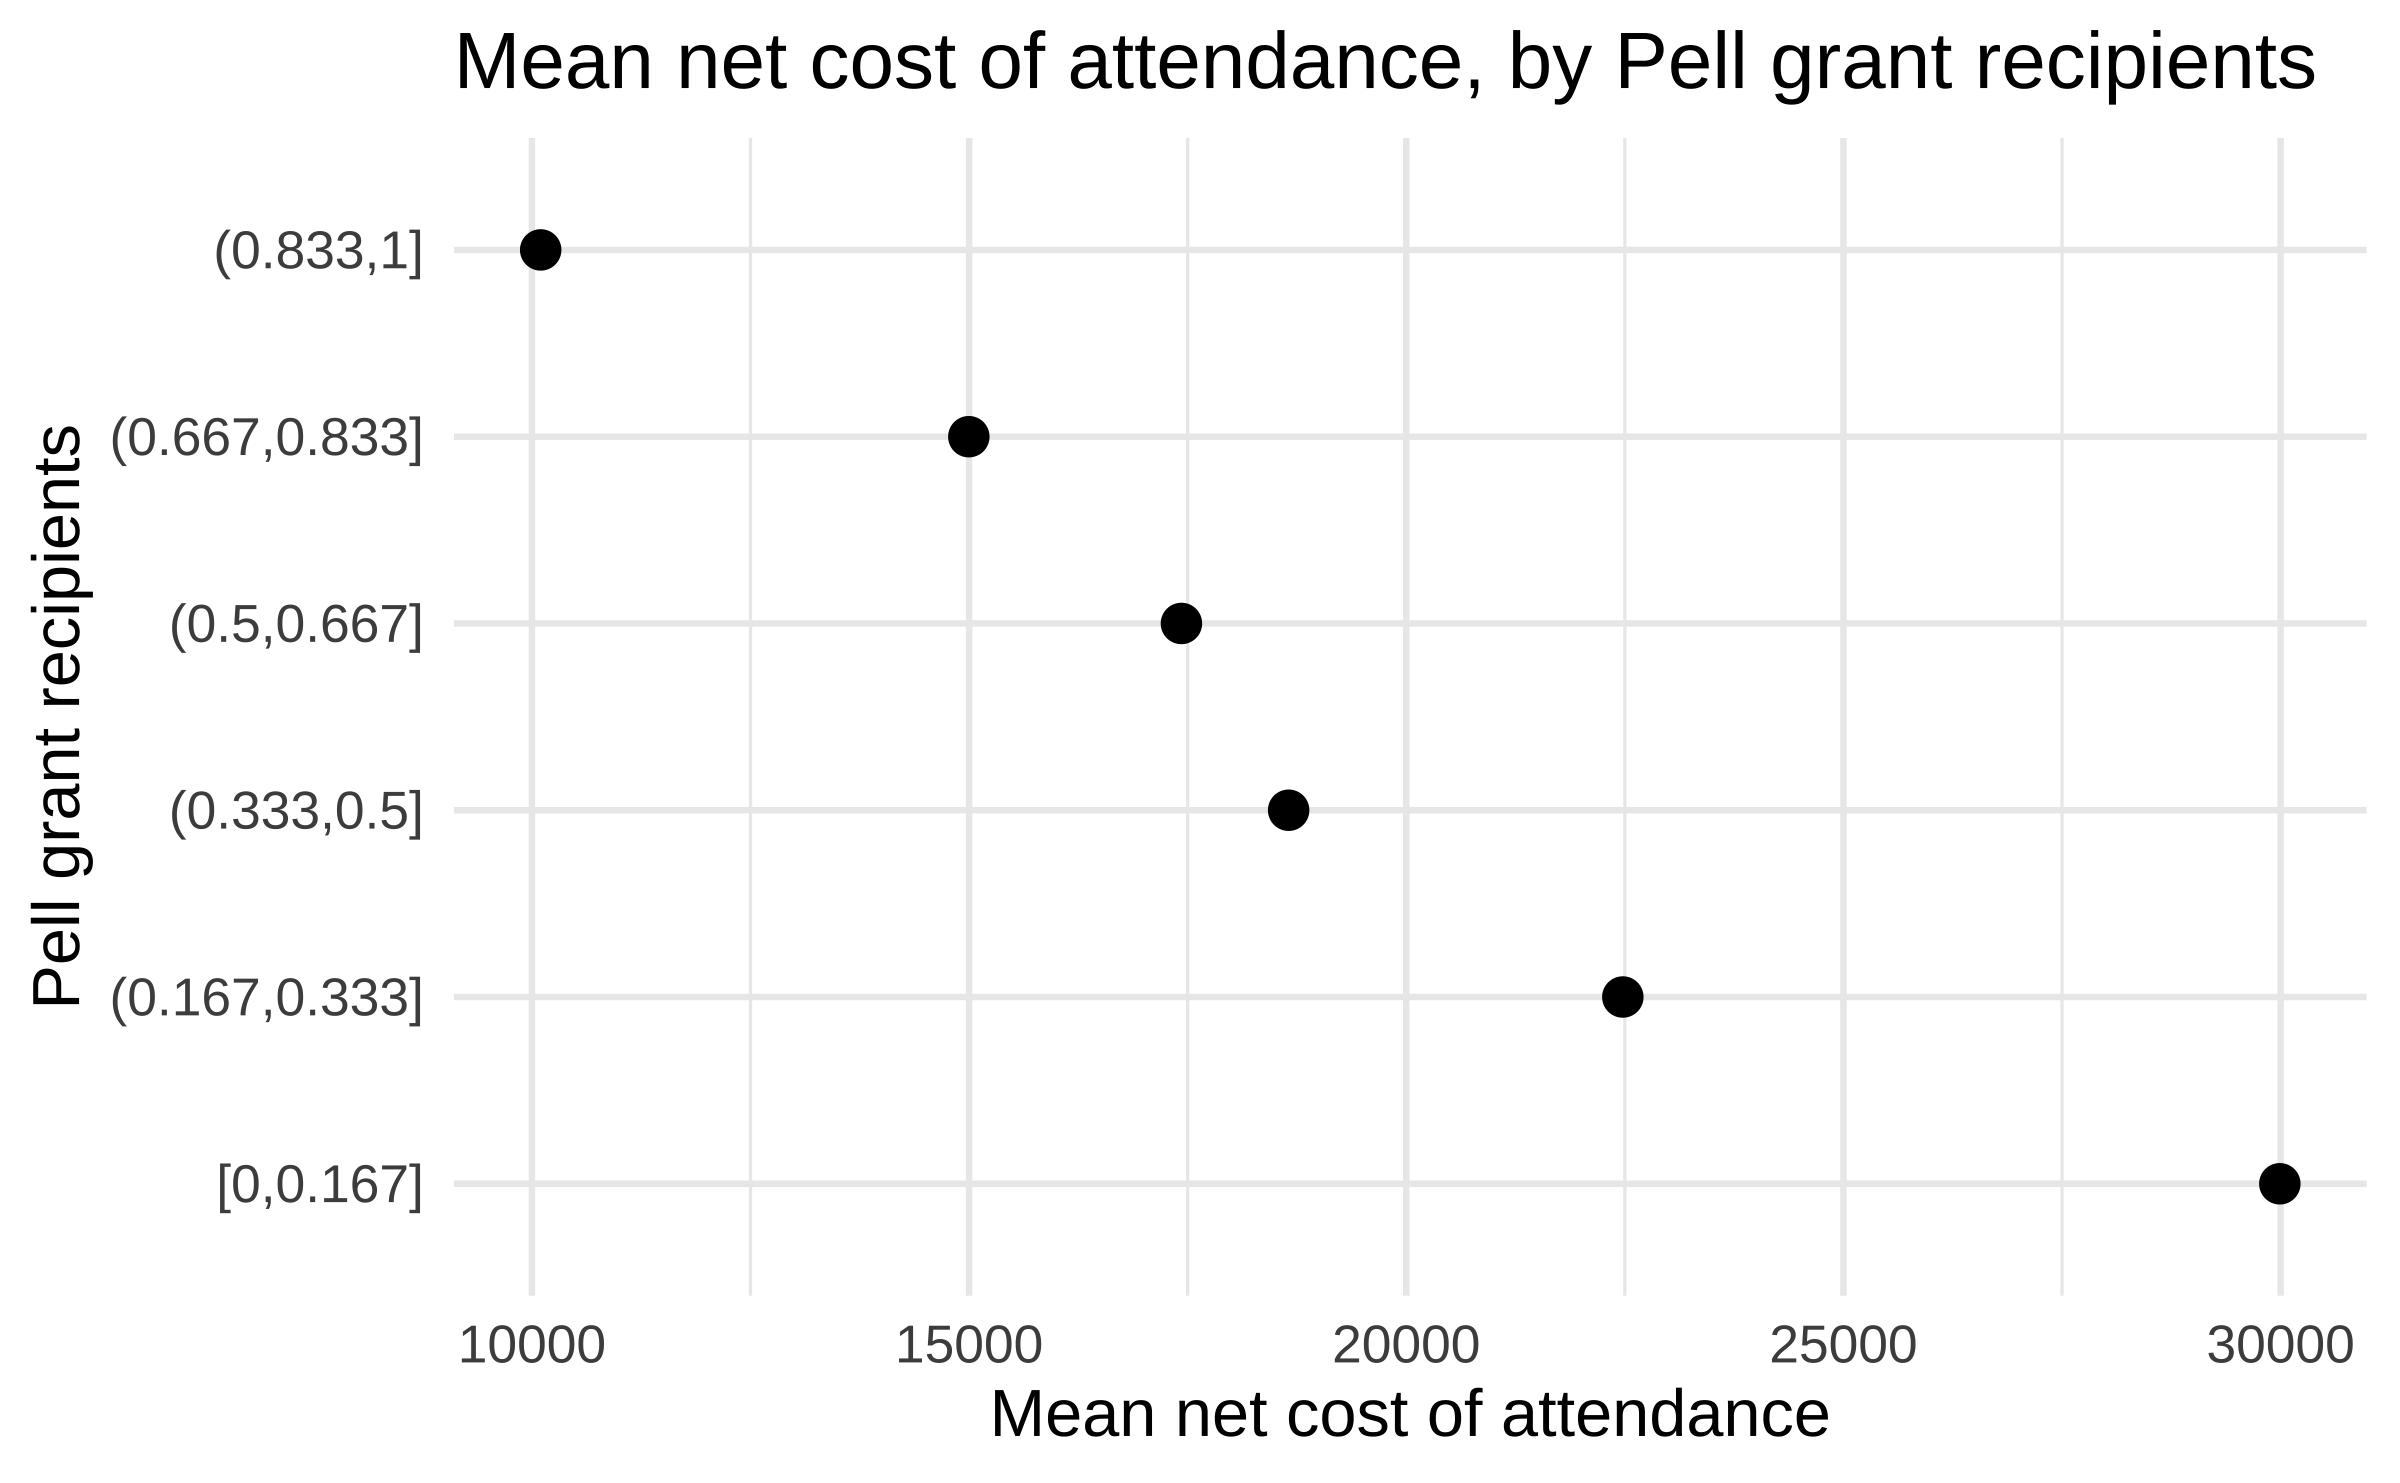 Mean net cost of attendance, by Pell grant recipients
Pell grant recipients
(0.833,1]
(0.667,0.833]
(0.5,0.667]
(0.333,0.5]
(0.167,0.333]
[0,0.167]
10000 15000 20000 25000 30000
Mean net cost of attendance